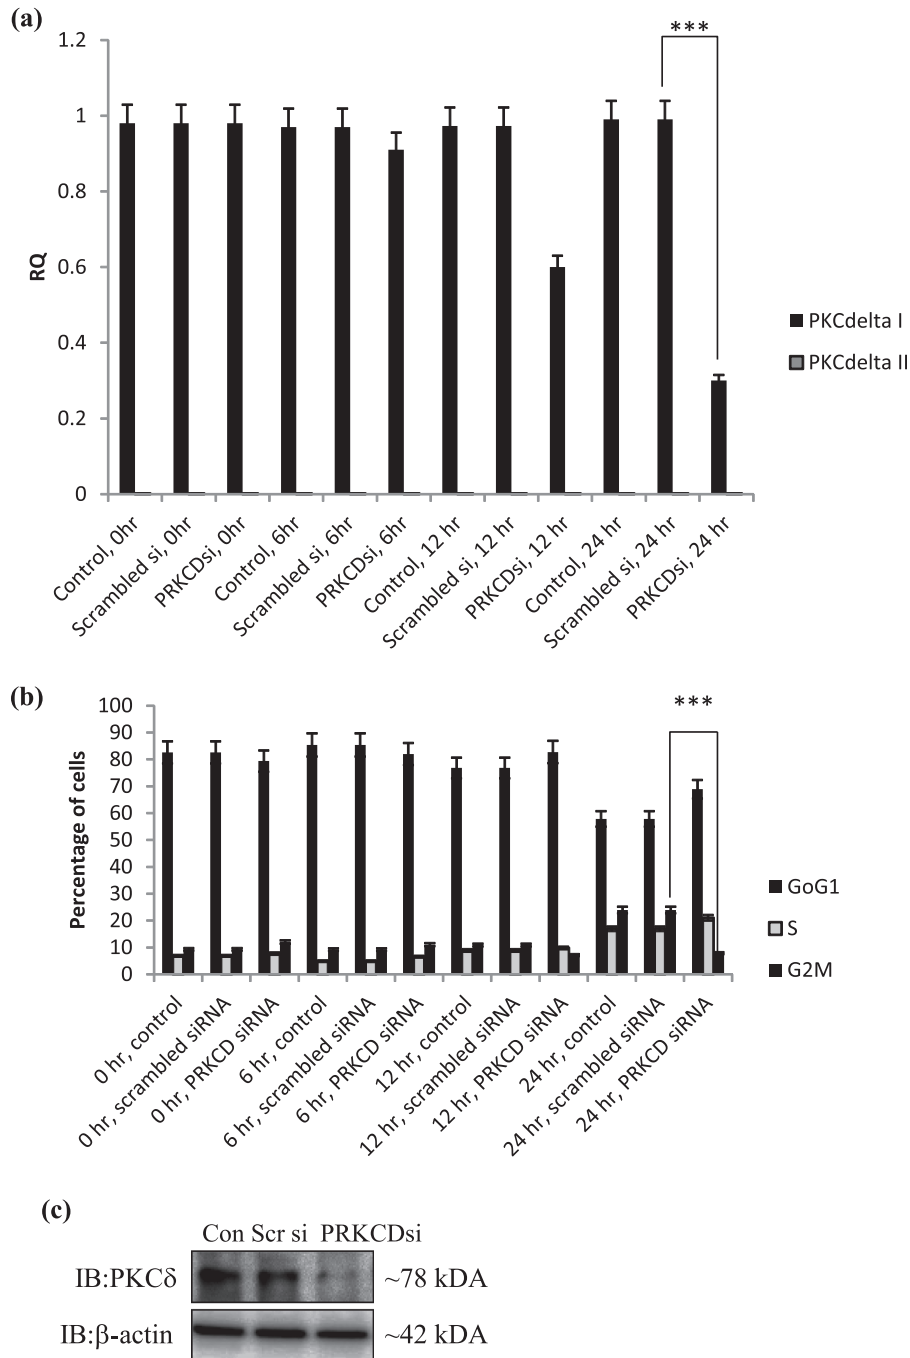 (a)
***
1.2
1
0.8
0.6
0.4
0.2
0
RQ
PKCdelta I
PKCdelta II
Control, 0hr
Scrambled si, 0hr
PRKCDsi, 0hr
Control, 6hr
Scrambled si, 6hr
PRKCDsi, 6hr
Control, 12 hr
Scrambled si, 12 hr
PRKCDsi, 12 hr
Control, 24 hr
Scrambled si, 24 hr
PRKCDsi, 24 hr
(b)
***
100
90
80
70
60
50
40
30
20
10
0
Percentage of cells
GoG1
S
G2M
0 hr, control
0 hr, scrambled siRNA
0 hr, PRKCD siRNA
6 hr, control
6 hr, scrambled siRNA
6 hr, PRKCD siRNA
12 hr, control
12 hr, scrambled siRNA
12 hr, PRKCD siRNA
24 hr, control
24 hr, scrambled siRNA
24 hr, PRKCD siRNA
(c)
Con Scr si PRKCDsi
IB:PKCδ ~78 kDA
IB:β-actin ~42 kDA